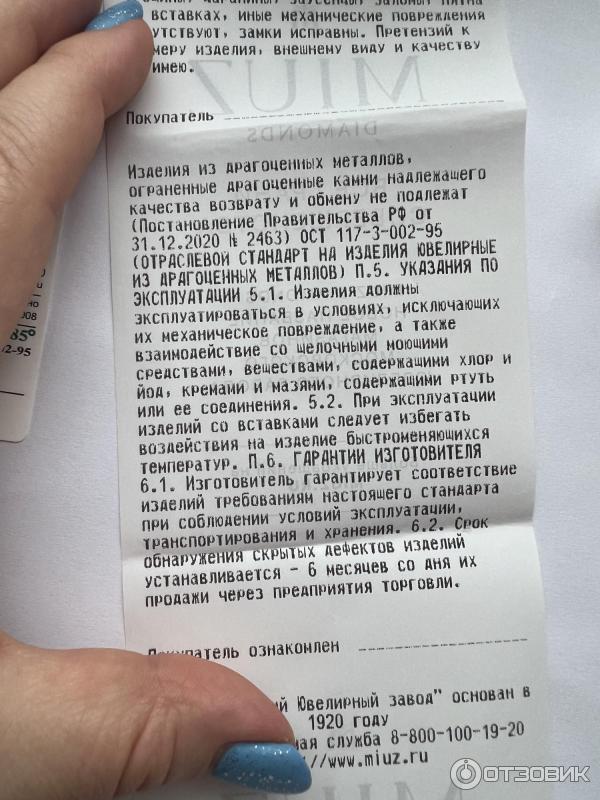 вставках, иные механические повреждения
замки исправны. Претензий к
изделия, внешнему виду и качеству
имею.
MIUZ
Покупатель
DIAMONDS
Изделия из драгоценных металлов,
ограненные драгоценные камни надлежащего
качества возврату и обмену не подлежат
(Постановление Правительства РФ от
31.12.2020 № 2463) ОСТ 117-3-002-95
(ОТРАСЛЕВОЙ СТАНДАРТ НА ИЗДЕЛИЯ ЮВЕЛИРНЫЕ
ИЗ ДРАГОЦЕННЫХ МЕТАЛЛОВ) П.5. УКАЗАНИЯ ПО
ЭКСПЛУАТАЦИИ 5.1. Изделия должны
эксплуатироваться в условиях, исключающих
их механическое повреждение, а также
взаимодействие со щелочными моющими
средствами, веществами, содержащими хлор и
йод, кремами и мазями, содержащими ртуть
или ее соединения. 5.2. При эксплуатации
изделий со вставками следует избегать
воздействия на изделие быстроменяющихся
температур. П.6. ГАРАНТИИ ИЗГОТОВИТЕЛЯ
6.1. Изготовитель гарантирует соответствие
изделий требованиям настоящего стандарта
при соблюдении условий эксплуатации,
транспортирования и хранения. 6.2. Срок
обнаружения скрытых дефектов изделий
устанавливается - 6 месяцев со дня их
продажи через предприятия торговли.
Покупатель ознакомлен
Ювелирный завод" основан в
1920 году
служба 8-800-100-19-20
//www.miuz.ru
008
85°
2-95
ОТЗОВИК